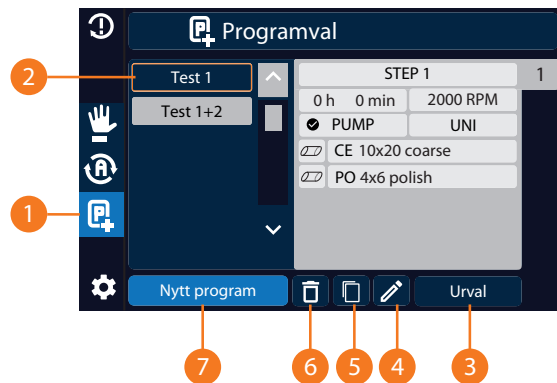 Programval
2
Test 1
STEP 1
1
Test 1+2
0 h 0 min
2000 RPM
PUMP
UNI
CE 10x20 coarse
A
PO 4x6 polish
1
P
Nytt program
Urval
7
6
5
4
3